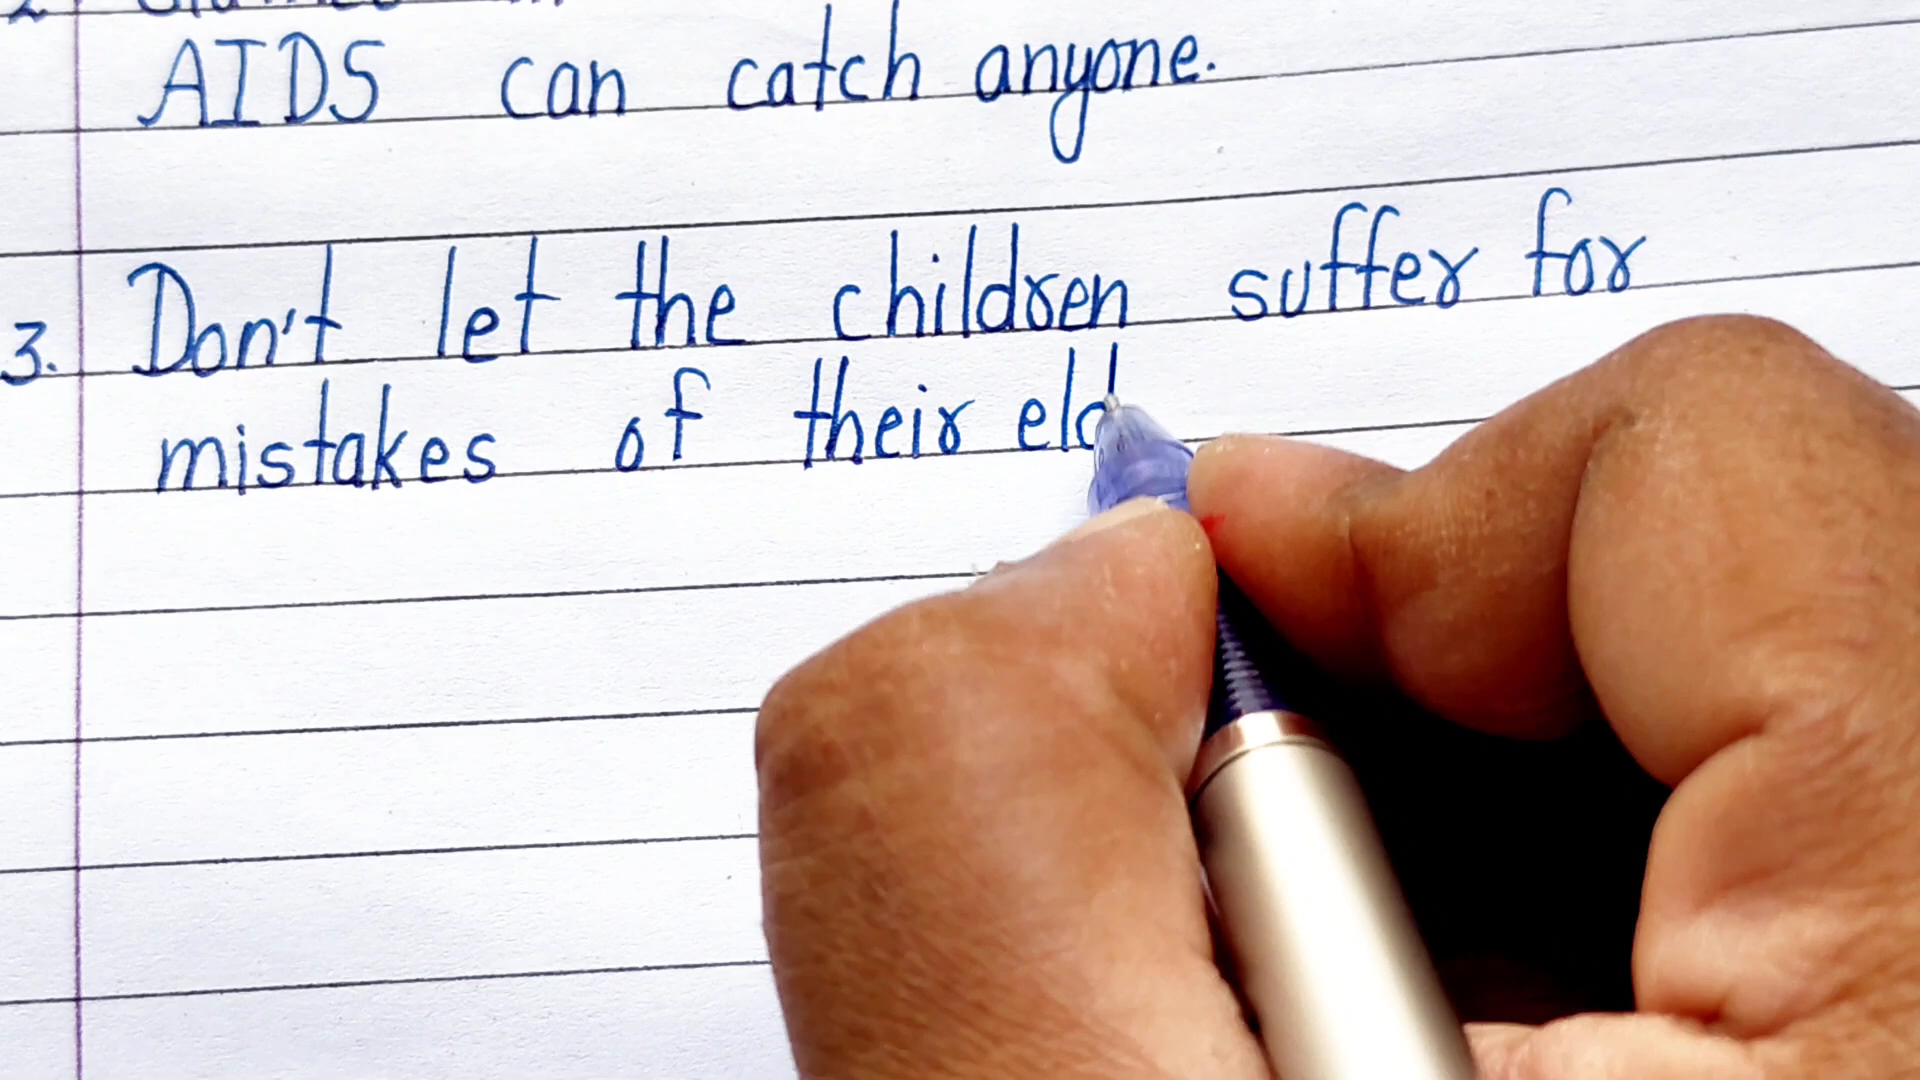 AIDS can catch anyone.
3. Don't let the children suffer for
mistakes of their eld